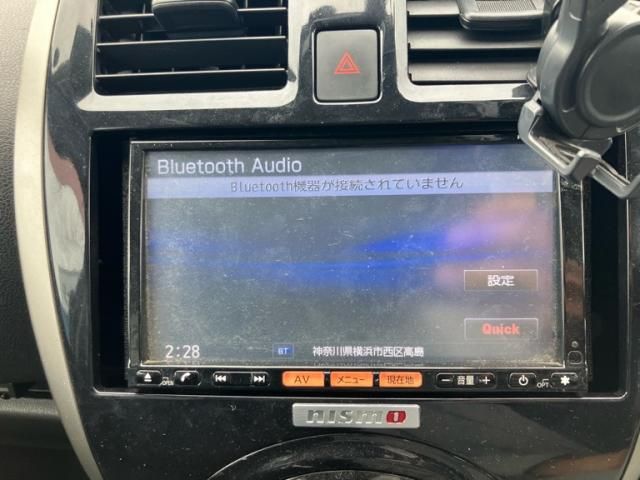 Bluetooth Audio
Bluetooth機器が接続されていません
設定
Quick
2:28 BT 神奈川県横浜市西区高島
AV メニュー 現在地 − 音量 + OPT.
nismo